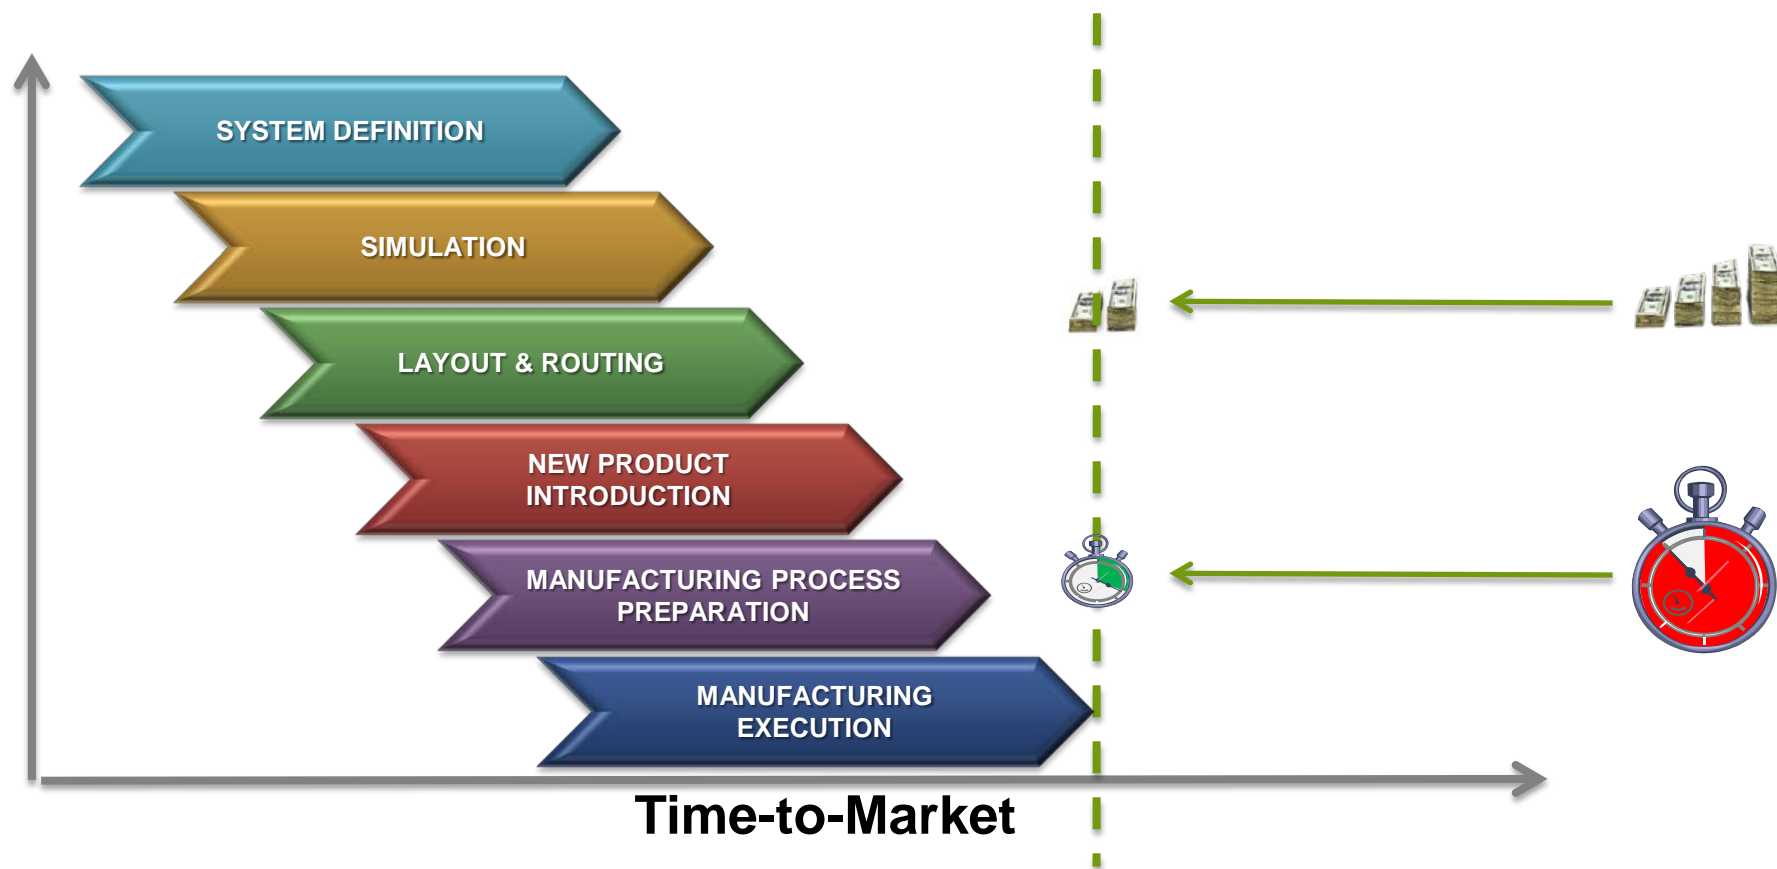 SYSTEM DEFINITION
SIMULATION
LAYOUT & ROUTING
NEW PRODUCT
INTRODUCTION
MANUFACTURING PROCESS
PREPARATION
MANUFACTURING
EXECUTION
Time-to-Market